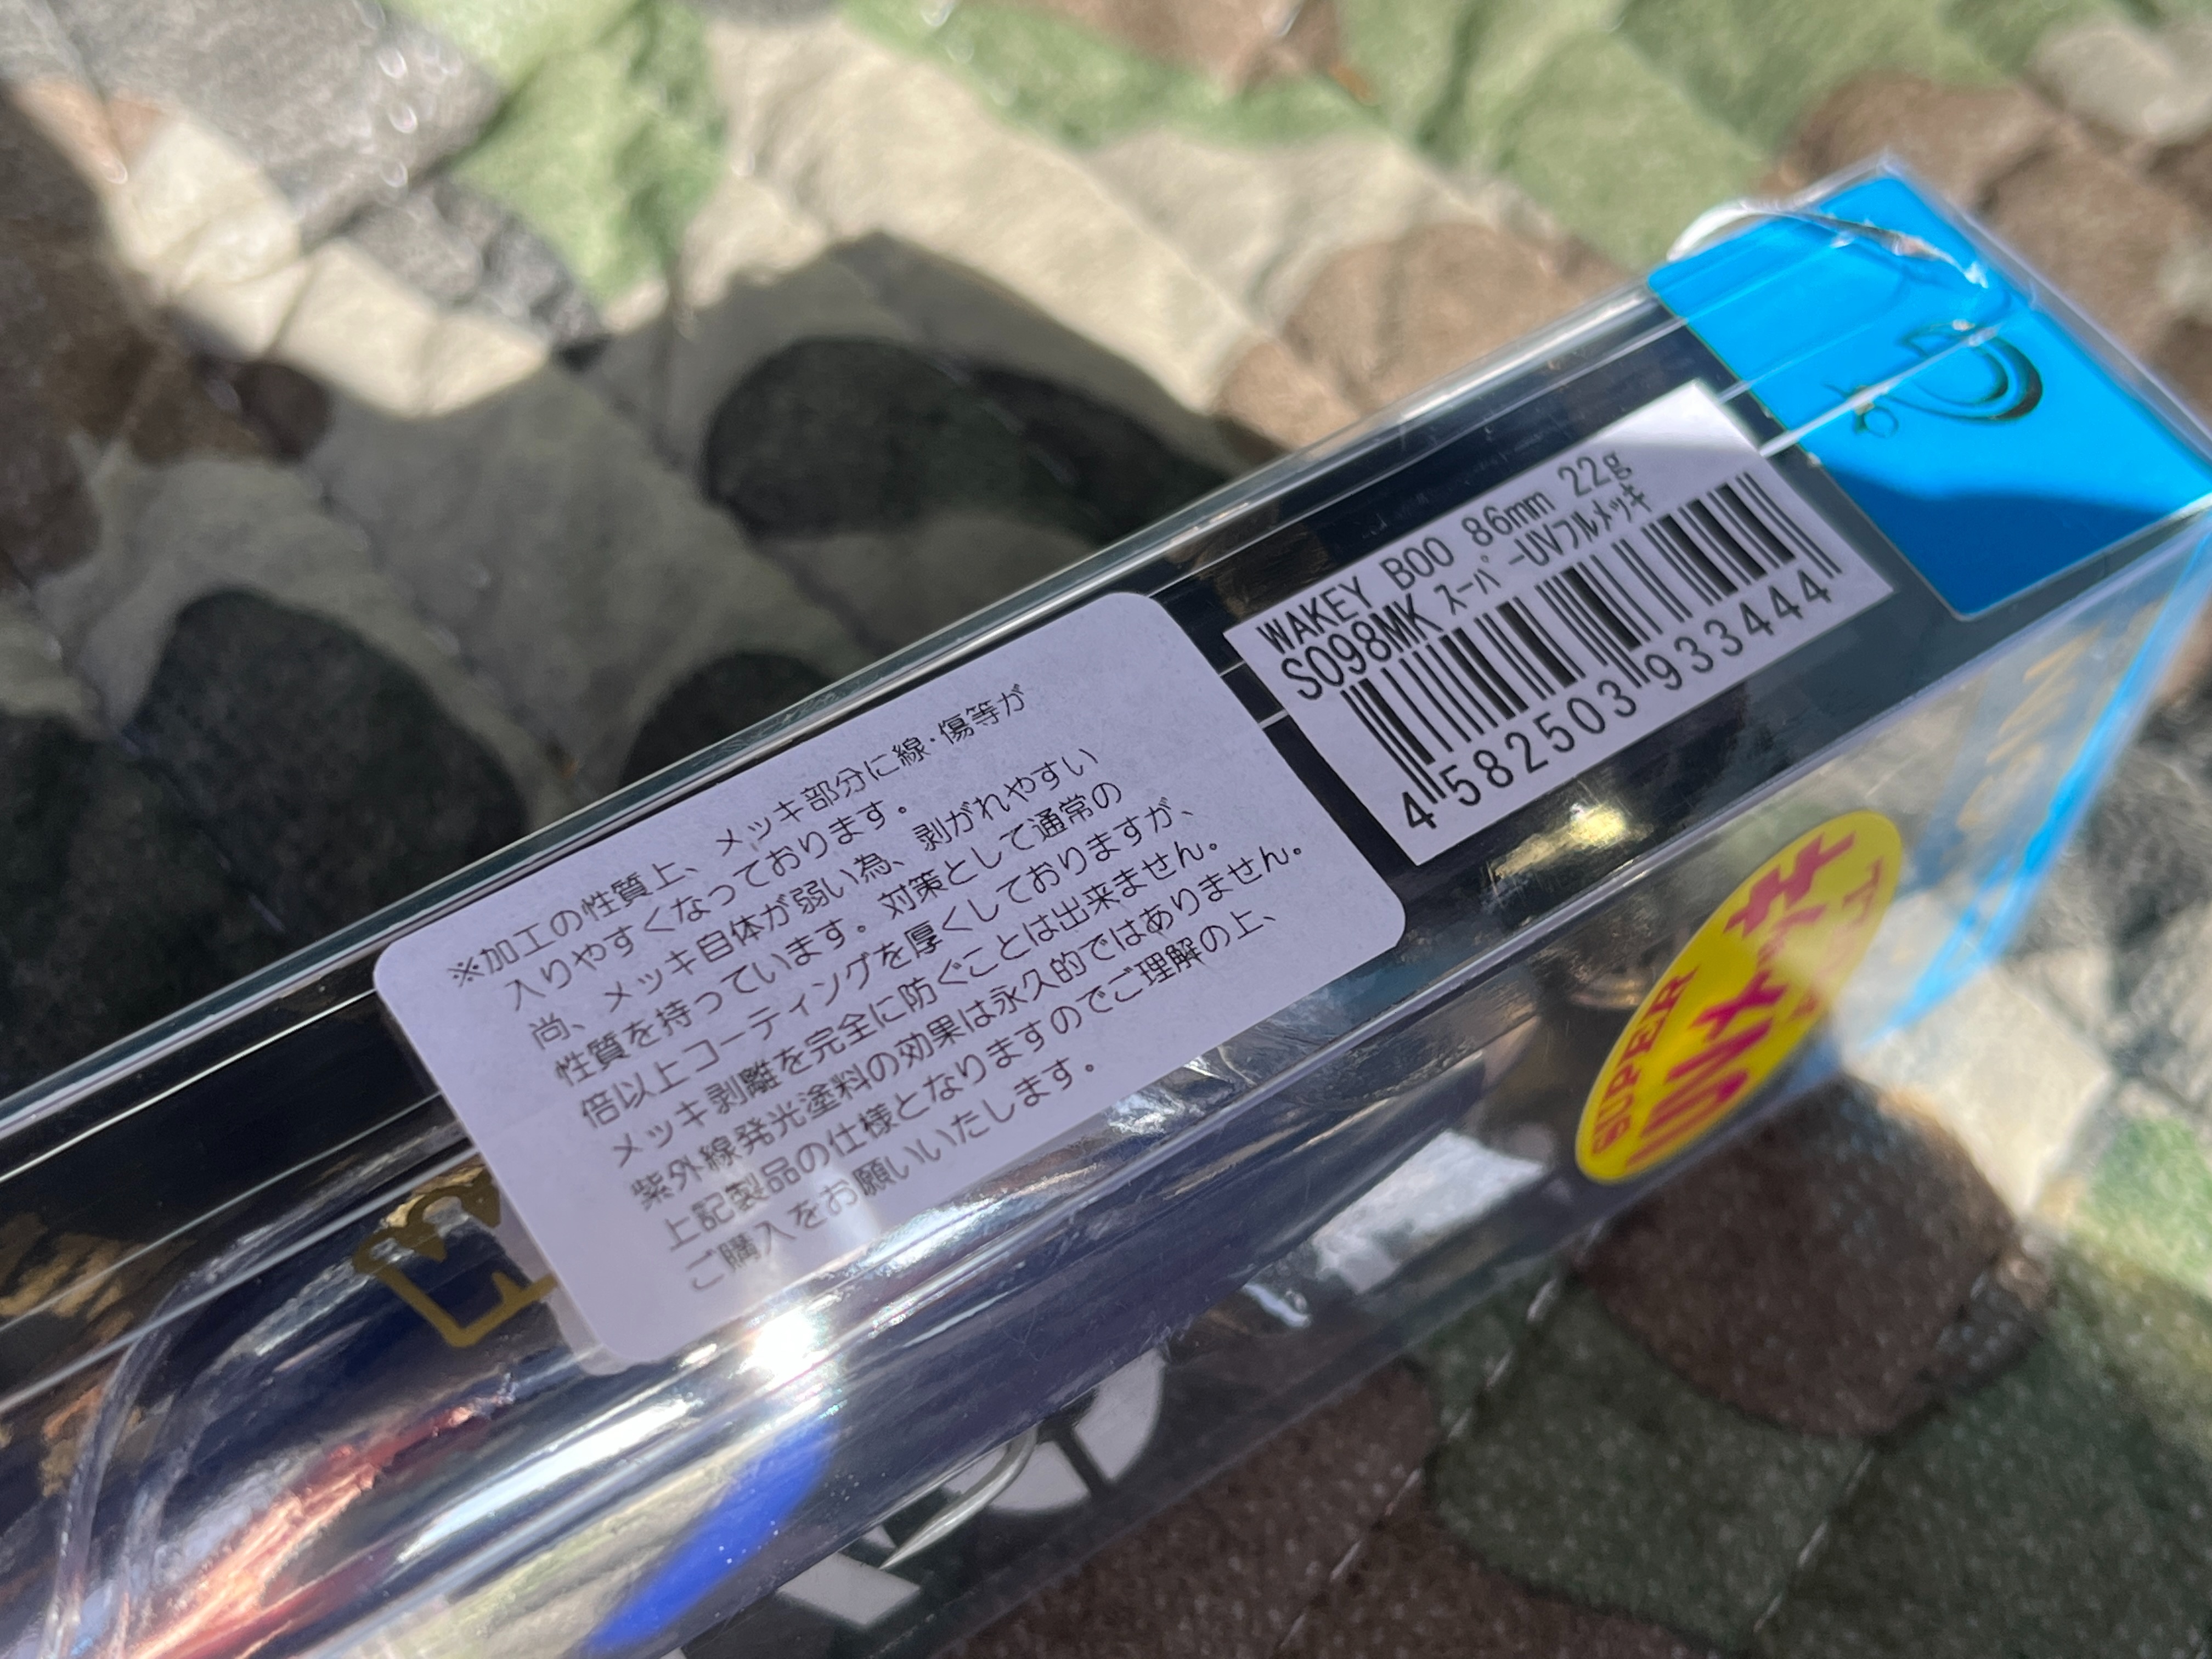 WAKEY BOO 86mm 22g
S098MK スーパーUVフルメッキ
4582503933444
※加工の性質上、メッキ部分に線・傷等が
入りやすくなっております。
尚、メッキ自体が弱い為、剥がれやすい
性質を持っています。対策として通常の
倍以上コーティングを厚くしておりますが、
メッキ剥離を完全に防ぐことは出来ません。
紫外線発光塗料の効果は永久的ではありません。
上記製品の仕様となりますのでご理解の上、
ご購入をお願いいたします。
SUPER
UVメッキ